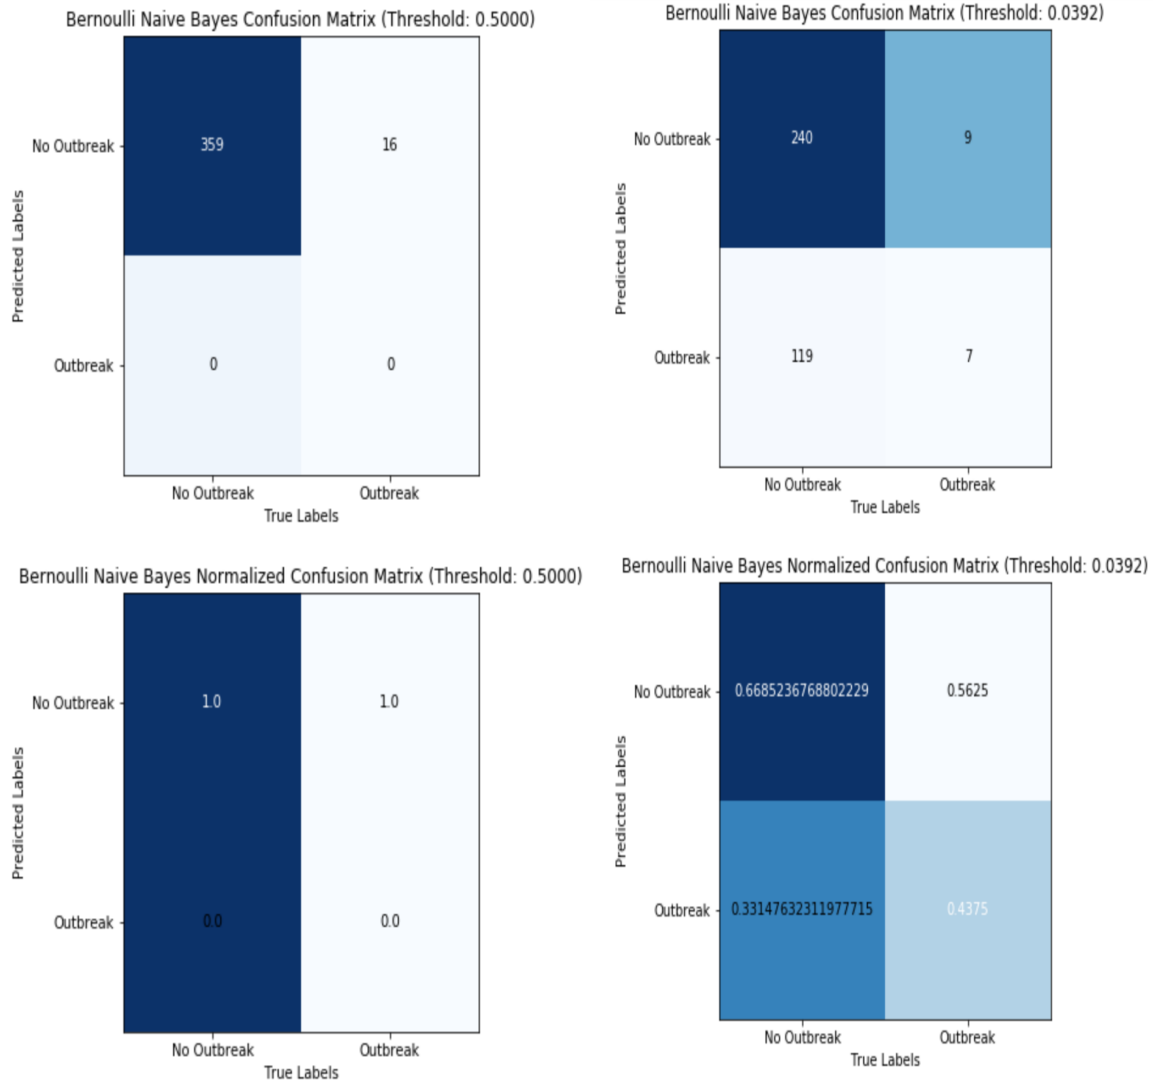 Bernoulli Naive Bayes Confusion Matrix (Threshold: 0.5000)
No Outbreak
359
16
Predicted Labels
Outbreak
0
0
No Outbreak
Outbreak
True Labels
Bernoulli Naive Bayes Confusion Matrix (Threshold: 0.0392)
No Outbreak
240
9
Predicted Labels
Outbreak
119
7
No Outbreak
Outbreak
True Labels
Bernoulli Naive Bayes Normalized Confusion Matrix (Threshold: 0.5000)
No Outbreak
1.0
1.0
Predicted Labels
Outbreak
0.0
0.0
No Outbreak
Outbreak
True Labels
Bernoulli Naive Bayes Normalized Confusion Matrix (Threshold: 0.0392)
No Outbreak
0.6685236768802229
0.5625
Predicted Labels
Outbreak
0.33147632311977715
0.4375
No Outbreak
Outbreak
True Labels